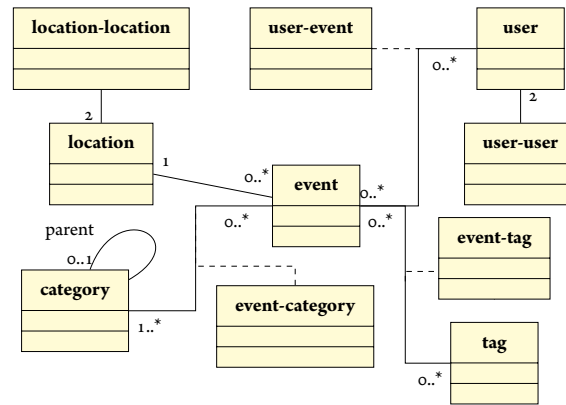 location-location
user-event
user
0..*
2
2
location
user-user
1
0..*
event
0..*
0..*
0..*
parent
event-tag
0..1
category
event-category
1..*
tag
0..*